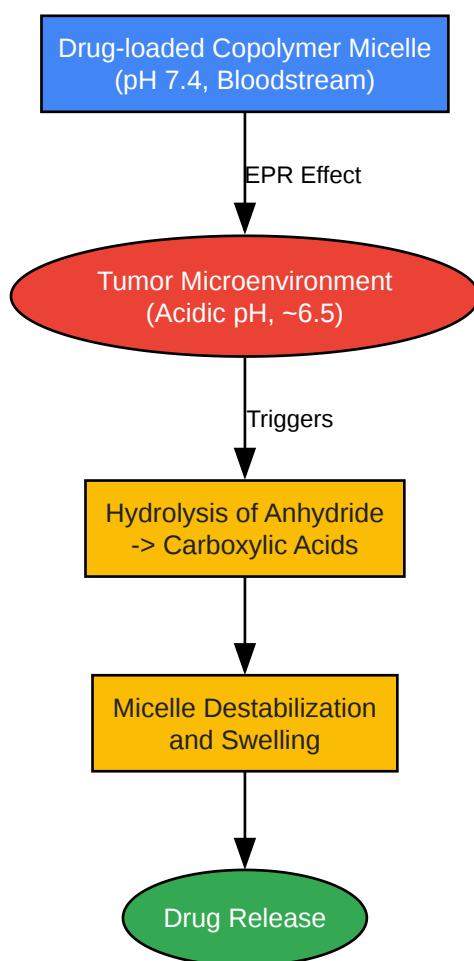 Drug-loaded Copolymer Micelle
(pH 7.4, Bloodstream)
EPR Effect
Tumor Microenvironment
(Acidic pH, ~6.5)
Triggers
Hydrolysis of Anhydride
-> Carboxylic Acids
Micelle Destabilization
and Swelling
Drug Release